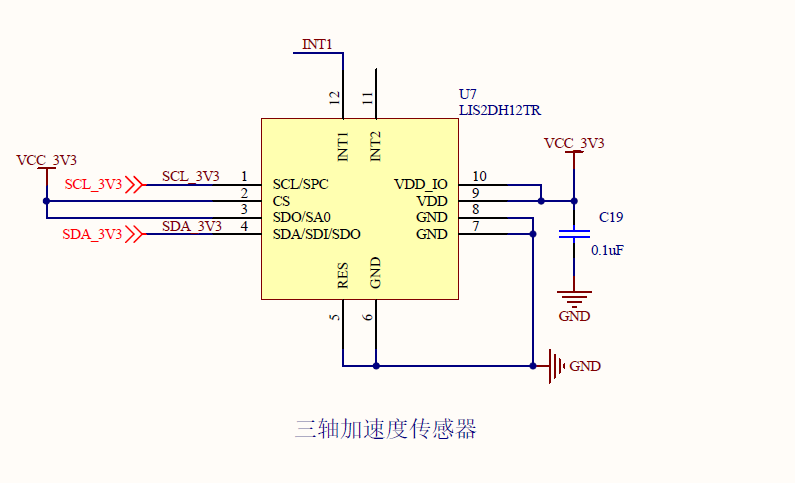 INT1
12
11
U7
LIS2DH12TR
INT1
INT2
VCC_3V3
VCC_3V3
SCL_3V3
SCL_3V3
1
SCL/SPC
VDD_IO
10
2
CS
VDD
9
3
SDO/SA0
GND
8
C19
SDA_3V3
SDA_3V3
4
SDA/SDI/SDO
GND
7
0.1uF
RES
GND
5
6
GND
GND
三轴加速度传感器